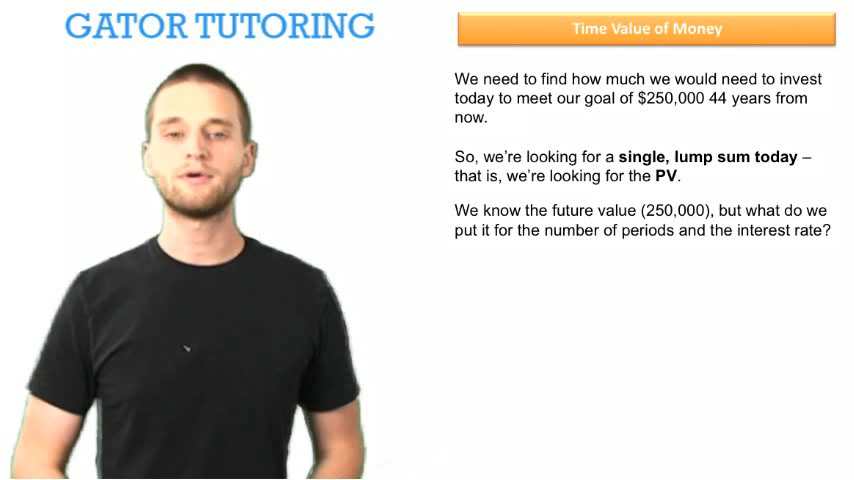 GATOR TUTORING
Time Value of Money
We need to find how much we would need to invest
today to meet our goal of $250,000 44 years from
now.
So, we’re looking for a single, lump sum today –
that is, we’re looking for the PV.
We know the future value (250,000), but what do we
put it for the number of periods and the interest rate?